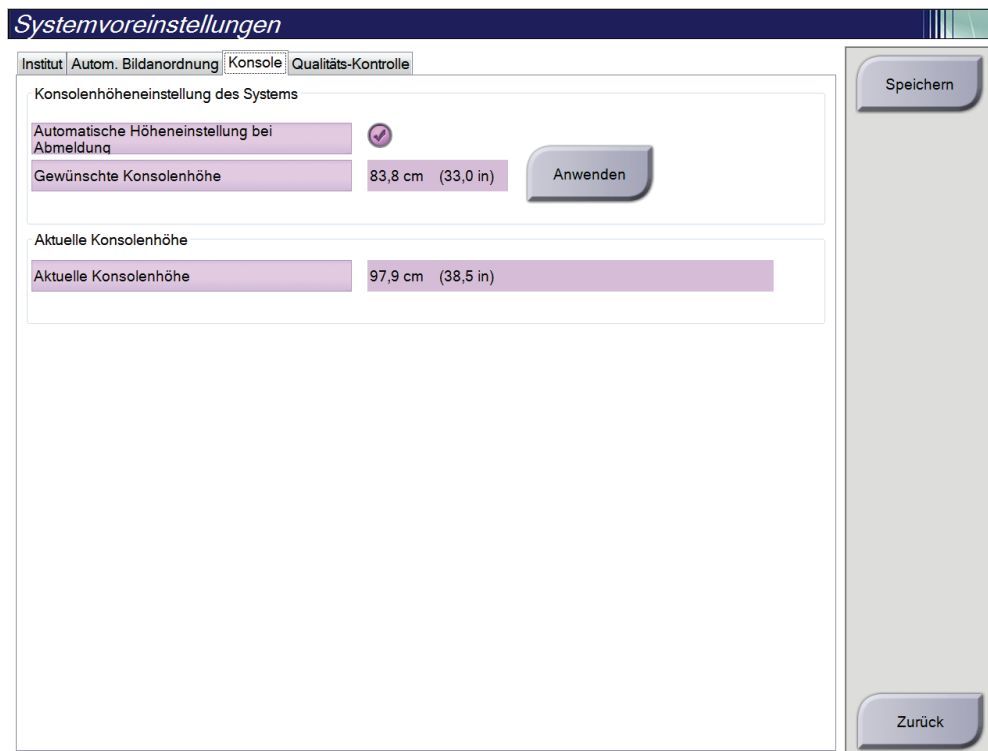 Systemvoreinstellungen
Institut Autom. Bildanordnung Konsole Qualitäts-Kontrolle
Speichern
Konsolenhöheneinstellung des Systems
Automatische Höheneinstellung bei
Abmeldung
Gewünschte Konsolenhöhe 83,8 cm (33,0 in) Anwenden
Aktuelle Konsolenhöhe
Aktuelle Konsolenhöhe 97,9 cm (38,5 in)
Zurück